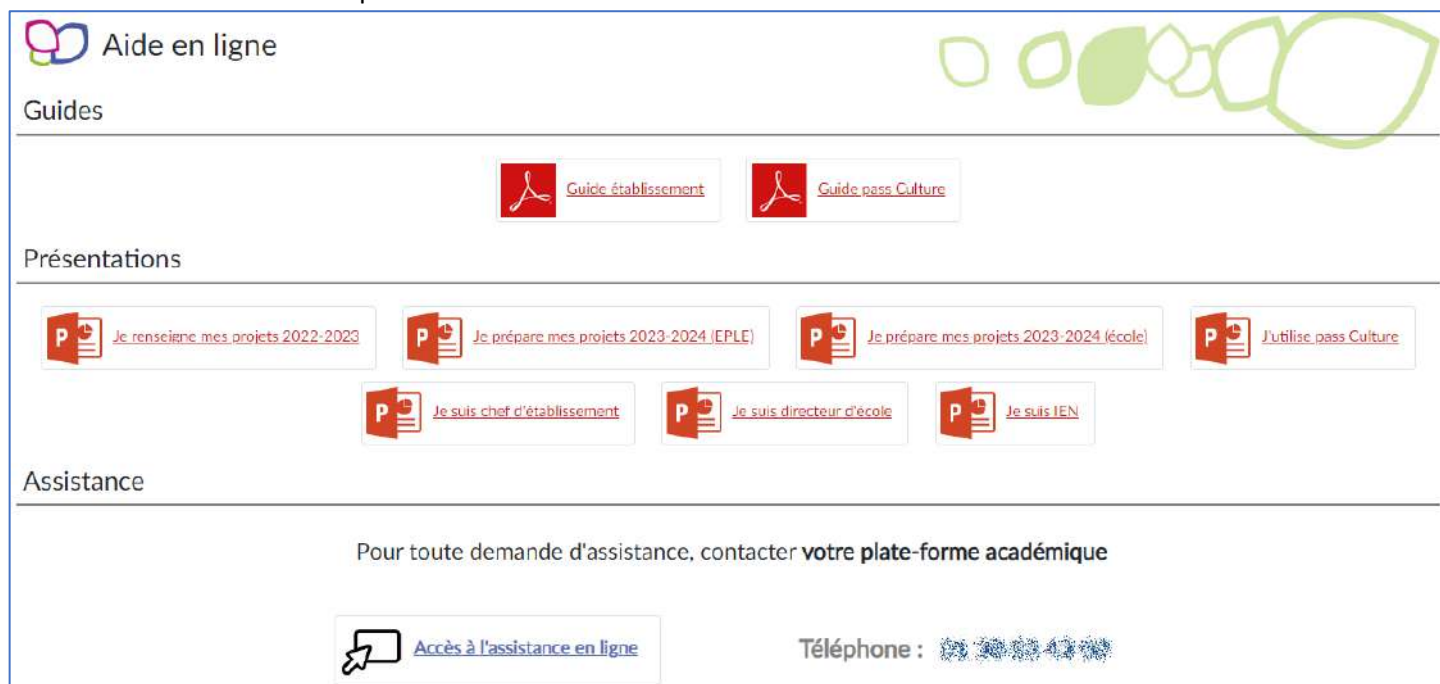 Aide en ligne
Guides
Guide établissement
Guide pass Culture
Présentations
Je renseigne mes projets 2022-2023
Je prépare mes projets 2023-2024 (EPLE)
Je prépare mes projets 2023-2024 (école)
J'utilise pass Culture
Je suis chef d'établissement
Je suis directeur d'école
Je suis IEN
Assistance
Pour toute demande d'assistance, contacter votre plate-forme académique
Accès à l'assistance en ligne
Téléphone :